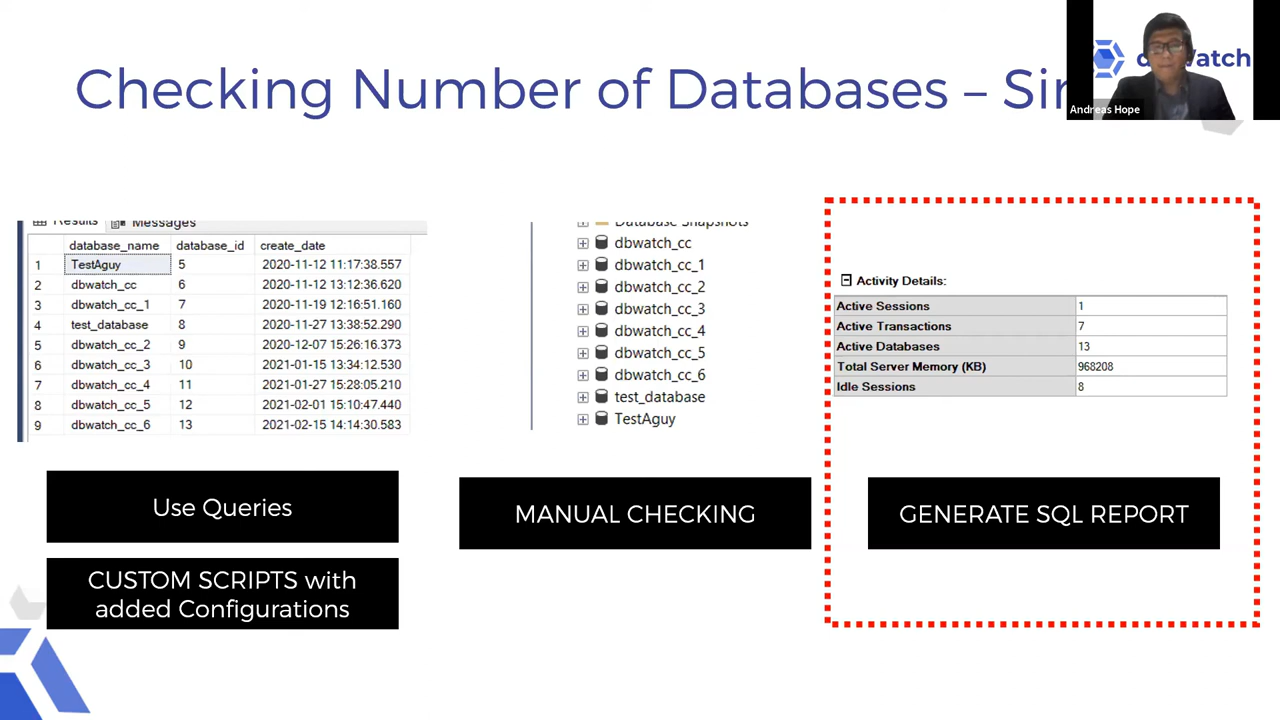 Checking Number of Databases –
Watch
Andreas Hope
Results Messages
database_name database_id create_date
1 TestAguy 5 2020-11-12 11:17:38.557
2 dbwatch_cc 6 2020-11-12 13:12:36.620
3 dbwatch_cc_1 7 2020-11-19 12:16:51.160
4 test_database 8 2020-11-27 13:38:52.290
5 dbwatch_cc_2 9 2020-12-07 15:26:16.373
6 dbwatch_cc_3 10 2021-01-15 13:34:12.530
7 dbwatch_cc_4 11 2021-01-27 15:28:05.210
8 dbwatch_cc_5 12 2021-02-01 15:10:47.440
9 dbwatch_cc_6 13 2021-02-15 14:14:30.583
Use Queries
CUSTOM SCRIPTS with
added Configurations
Database Snapshots
dbwatch_cc
dbwatch_cc_1
dbwatch_cc_2
dbwatch_cc_3
dbwatch_cc_4
dbwatch_cc_5
dbwatch_cc_6
test_database
TestAguy
MANUAL CHECKING
Activity Details:
Active Sessions 1
Active Transactions 7
Active Databases 13
Total Server Memory (KB) 968208
Idle Sessions 8
GENERATE SQL REPORT